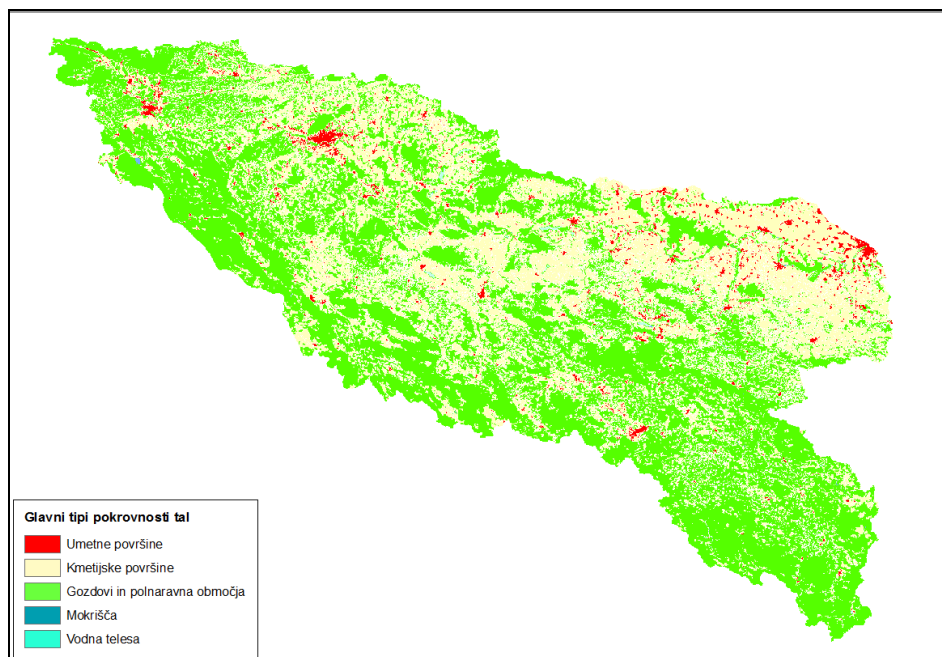 Glavni tipi pokrovnosti tal
Umetne površine
Kmetijske površine
Gozdovi in polnaravna območja
Mokrišča
Vodna telesa